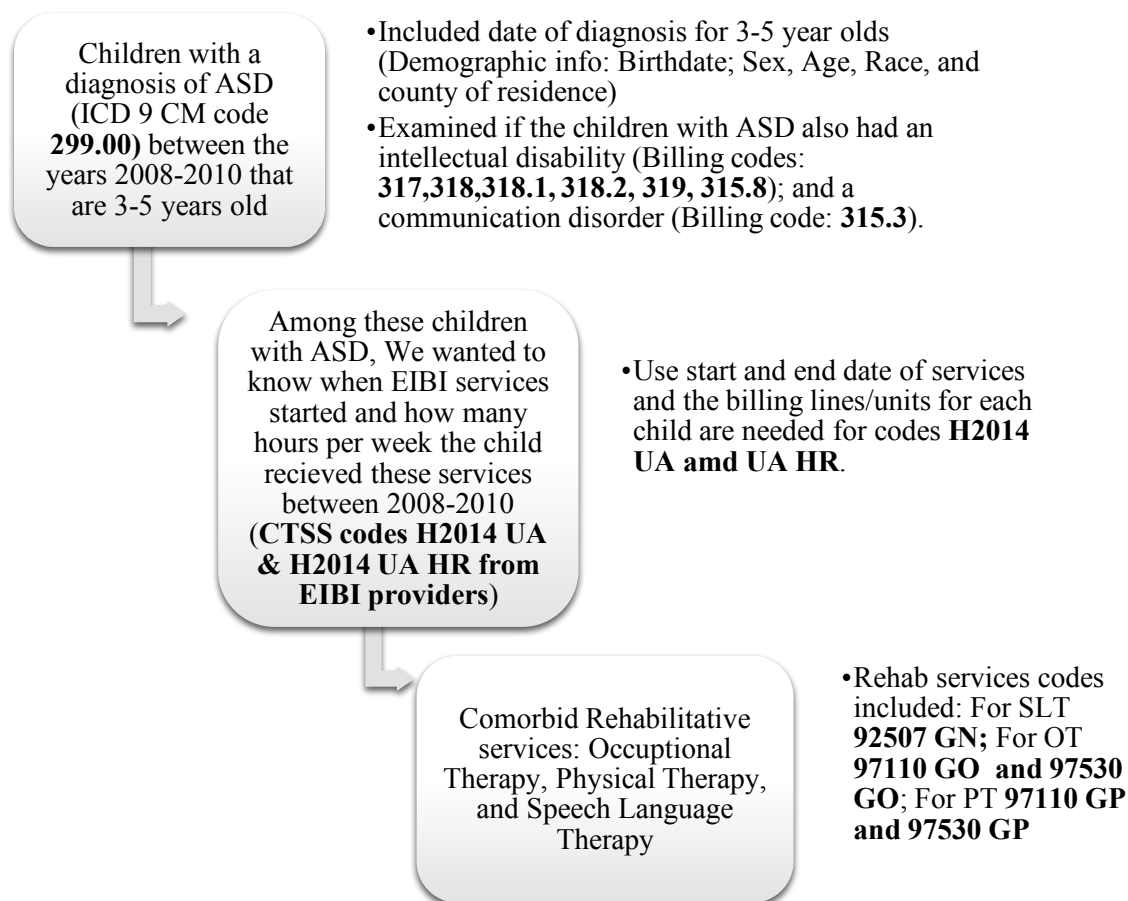 Children with a
diagnosis of ASD
(ICD 9 CM code
299.00) between the
years 2008-2010 that
are 3-5 years old
•Included date of diagnosis for 3-5 year olds
(Demographic info: Birthdate; Sex, Age, Race, and
county of residence)
•Examined if the children with ASD also had an
intellectual disability (Billing codes:
317,318,318.1, 318.2, 319, 315.8); and a
communication disorder (Billing code: 315.3).
Among these children
with ASD, We wanted to
know when EIBI services
started and how many
hours per week the child
recieved these services
between 2008-2010
(CTSS codes H2014 UA
& H2014 UA HR from
EIBI providers)
•Use start and end date of services
and the billing lines/units for each
child are needed for codes H2014
UA amd UA HR.
Comorbid Rehabilitative
services: Occuptional
Therapy, Physical Therapy,
and Speech Language
Therapy
•Rehab services codes
included: For SLT
92507 GN; For OT
97110 GO and 97530
GO; For PT 97110 GP
and 97530 GP